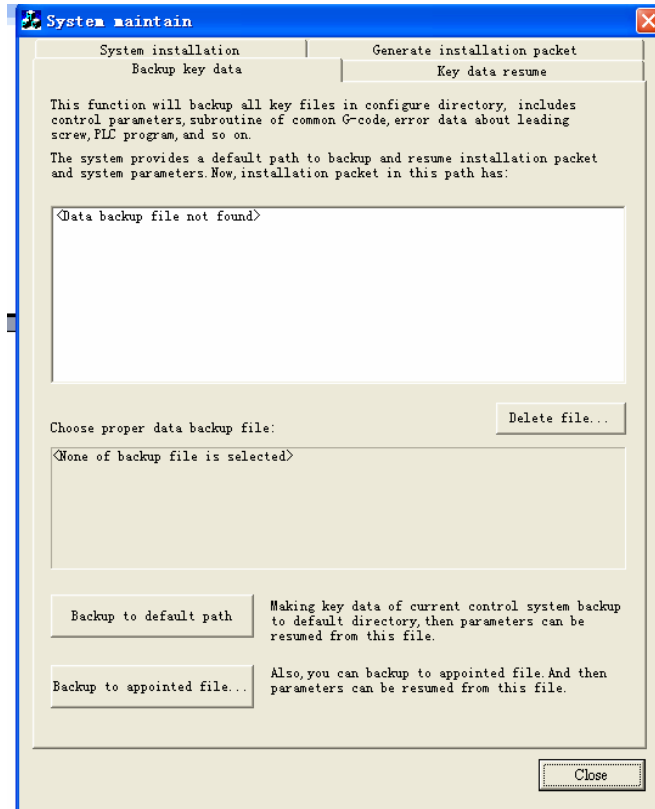 System maintain
System installation
Generate installation packet
Backup key data
Key data resume
This function will backup all key files in configure directory, includes
control parameters, subroutine of common G-code, error data about leading
screw, PLC program, and so on.
The system provides a default path to backup and resume installation packet
and system parameters. Now, installation packet in this path has:
<Data backup file not found>
Delete file...
Choose proper data backup file:
<None of backup file is selected>
Backup to default path
Making key data of current control system backup
to default directory, then parameters can be
resumed from this file.
Backup to appointed file...
Also, you can backup to appointed file. And then
parameters can be resumed from this file.
Close